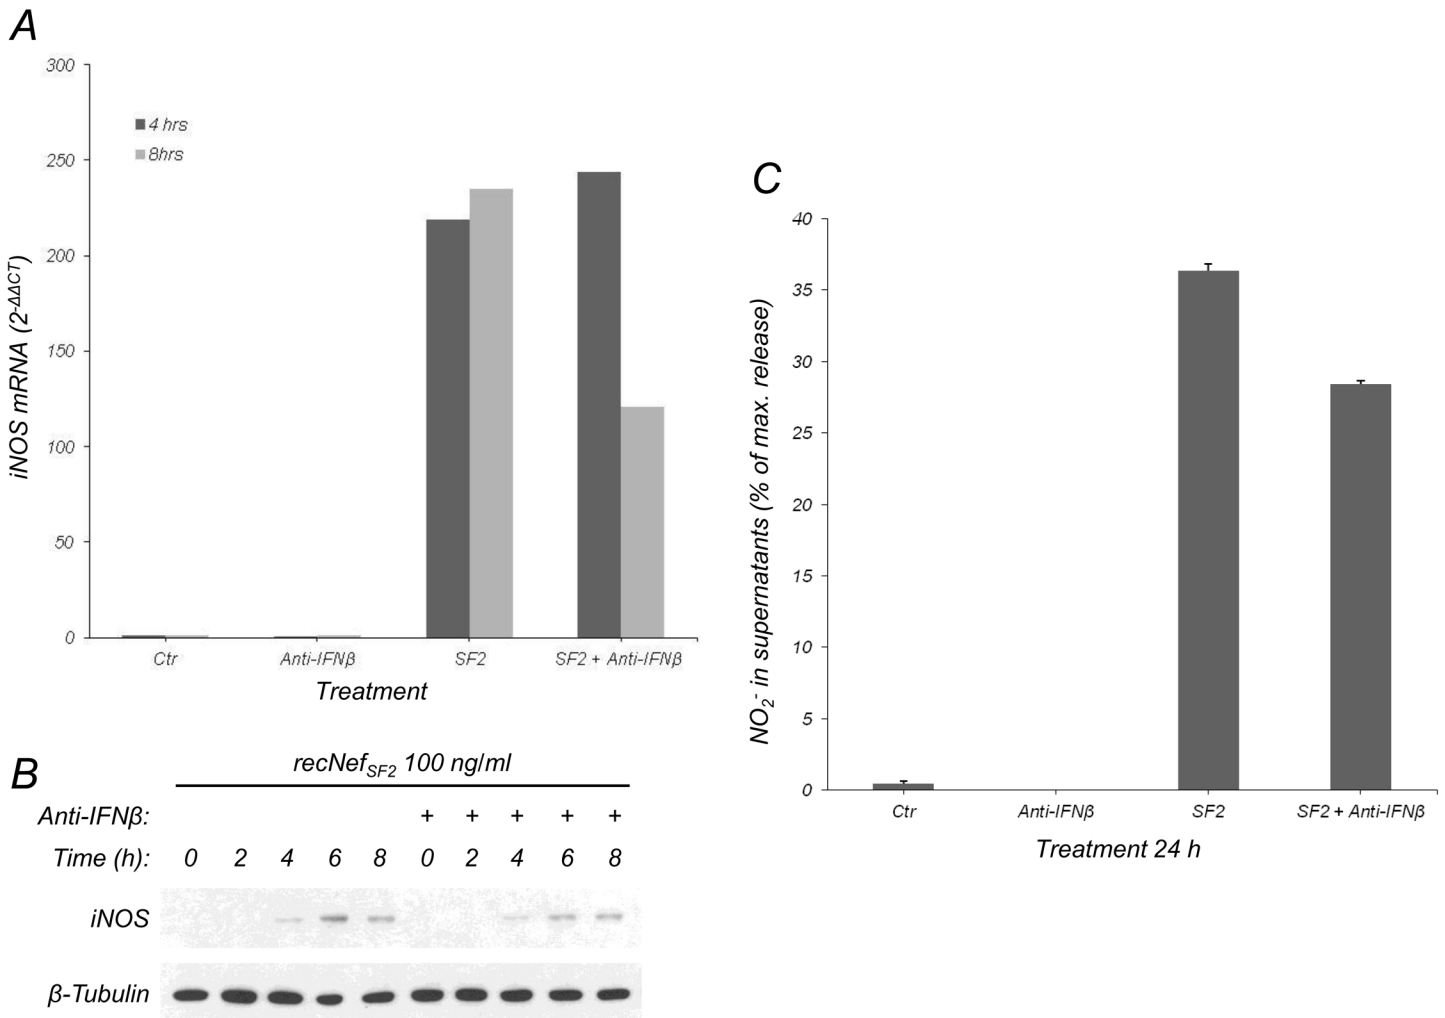 A
300
250
200
150
100
50
0
iNOS mRNA (2-ΔΔCT)
4 hrs
8hrs
Ctr Anti-IFNβ SF2 SF2 + Anti-IFNβ
Treatment
B
recNefSF2 100 ng/ml
Anti-IFNβ: + + + + +
Time (h): 0 2 4 6 8 0 2 4 6 8
iNOS
β-Tubulin
C
40
35
30
25
20
15
10
5
0
NO2- in supernatants (% of max. release)
Ctr Anti-IFNβ SF2 SF2 + Anti-IFNβ
Treatment 24 h